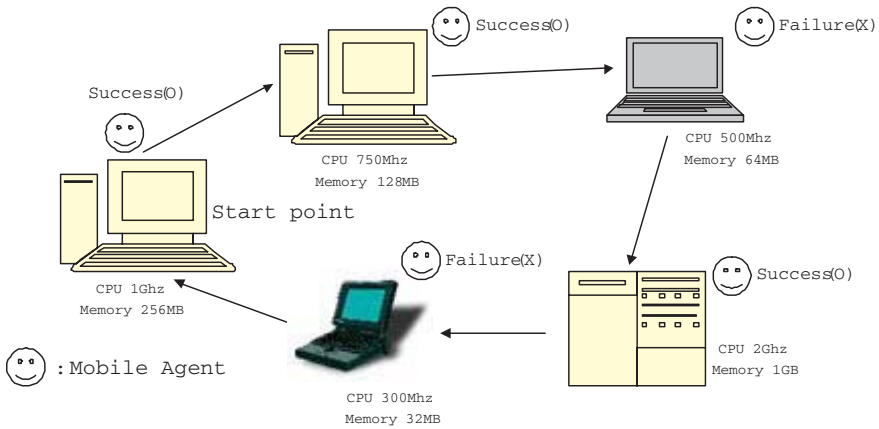 Success(O)
Failure(X)
Success(O)
CPU 750Mhz
Memory 128MB
CPU 500Mhz
Memory 64MB
Start point
CPU 1Ghz
Memory 256MB
Failure(X)
Success(O)
CPU 2Ghz
Memory 1GB
: Mobile Agent
CPU 300Mhz
Memory 32MB